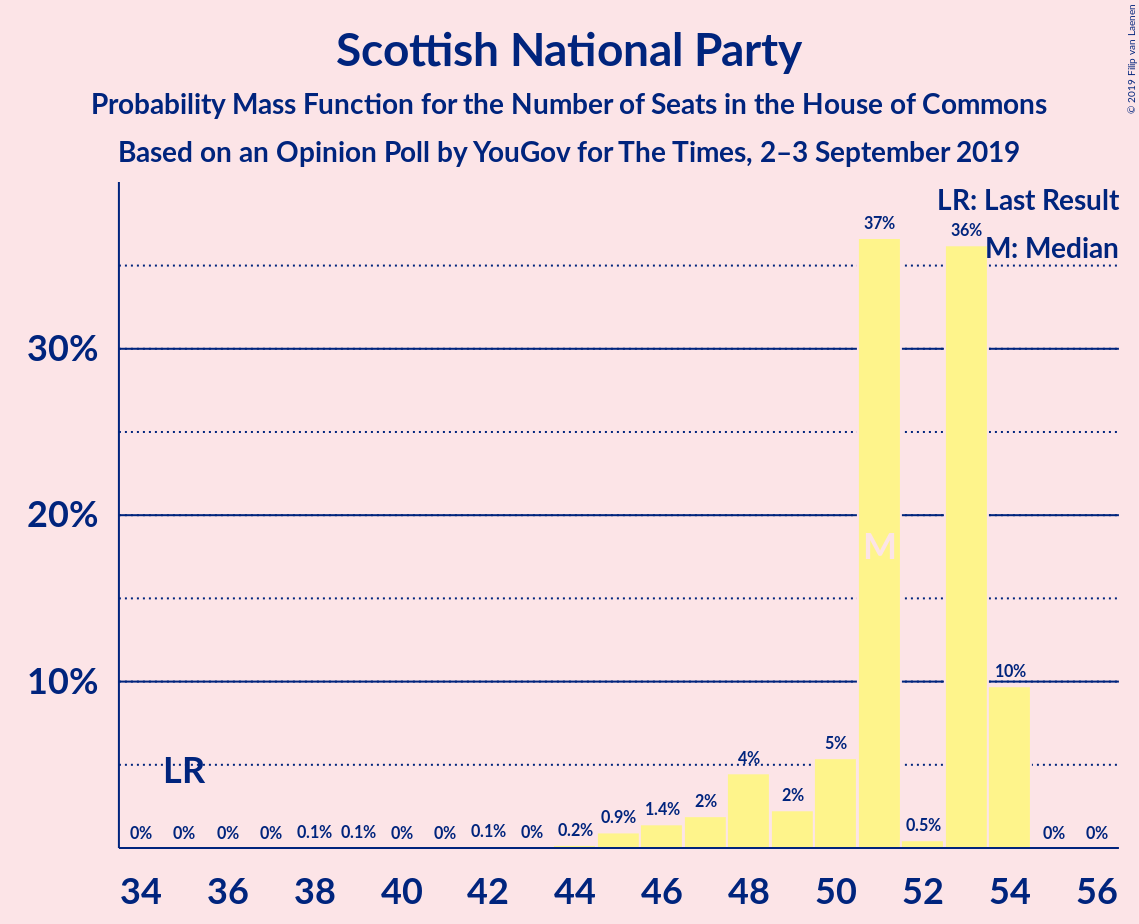 Scottish National Party
Probability Mass Function for the Number of Seats in the House of Commons
Based on an Opinion Poll by YouGov for The Times, 2–3 September 2019
© 2019 Filip van Laenen
LR: Last Result
M: Median
30%
20%
10%
37%
36%
M
10%
LR
0%
0%
0%
0%
0.1%
0.1%
0%
0%
0.1%
0%
0.2%
0.9%
1.4%
2%
4%
2%
5%
0.5%
0%
0%
34 36 38 40 42 44 46 48 50 52 54 56